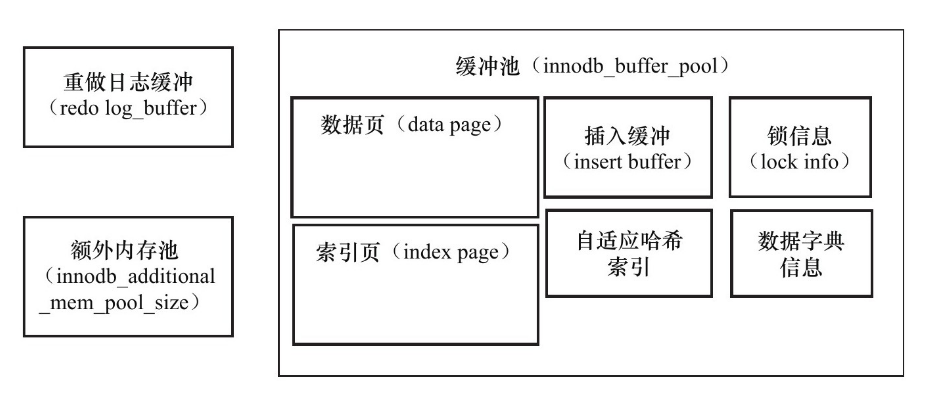 重做日志缓冲
（redo log_buffer）
额外内存池
（innodb_additional
_mem_pool_size）
缓冲池（innodb_buffer_pool）
数据页（data page）
插入缓冲
（insert buffer）
锁信息
（lock info）
索引页（index page）
自适应哈希
索引
数据字典
信息